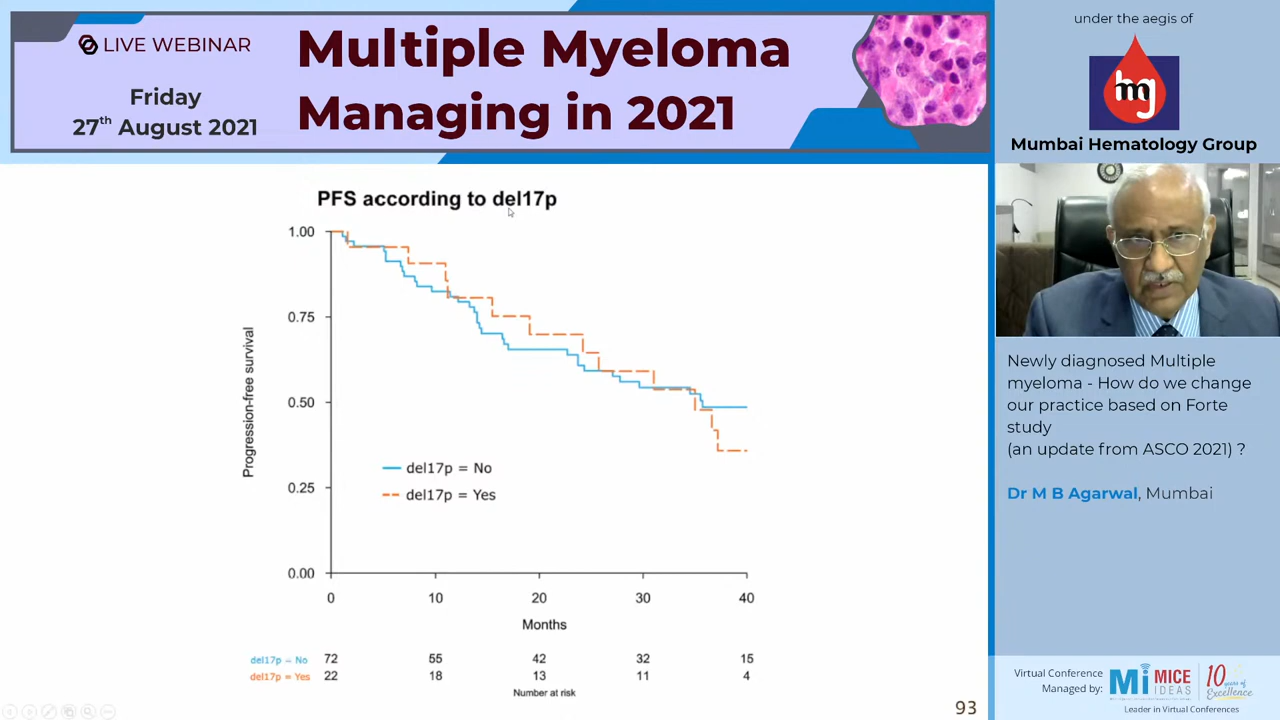 LIVE WEBINAR
Friday
27th August 2021
Multiple Myeloma
Managing in 2021
under the aegis of
mg
Mumbai Hematology Group
PFS according to del17p
1.00
0.75
0.50
0.25
0.00
Progression-free survival
del17p = No
del17p = Yes
0 10 20 30 40
Months
del17p = No 72 55 42 32 15
del17p = Yes 22 18 13 11 4
Number at risk
93
Newly diagnosed Multiple
myeloma - How do we change
our practice based on Forte
study
(an update from ASCO 2021) ?
Dr M B Agarwal, Mumbai
Virtual Conference
Managed by:
Mi MICE
IDEAS
10 years of
Excellence
Leader in Virtual Conferences